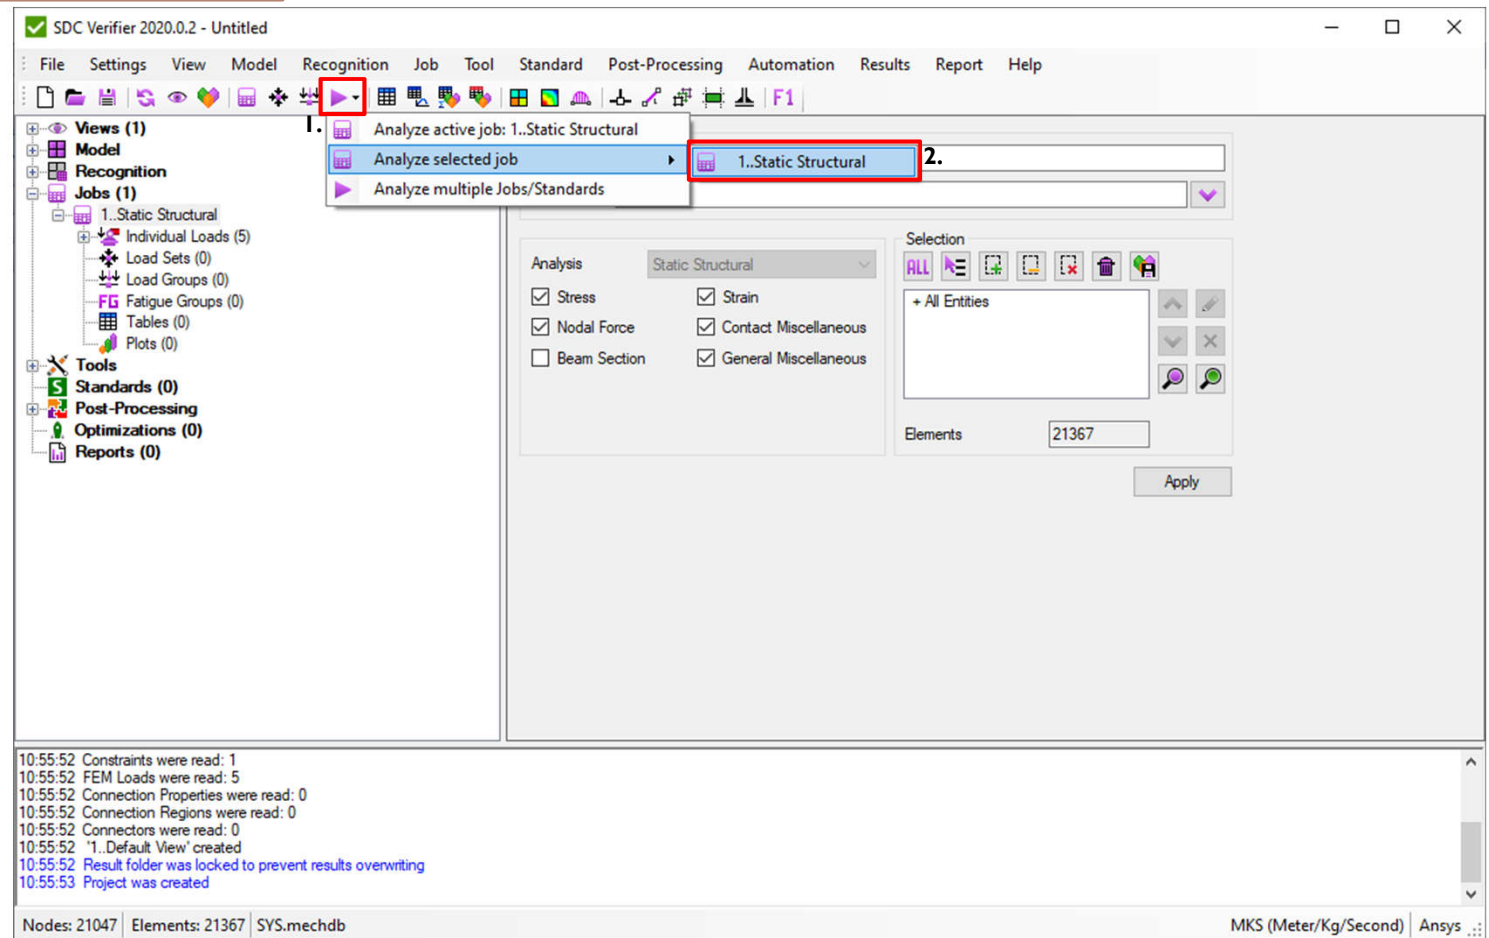 SDC Verifier 2020.0.2 - Untitled
File Settings View Model Recognition Job Tool Standard Post-Processing Automation Results Report Help
F1
1.
Analyze active job: 1..Static Structural
Analyze selected job
1..Static Structural
2.
Analyze multiple Jobs/Standards
Views (1)
Model
Recognition
Jobs (1)
1..Static Structural
Individual Loads (5)
Load Sets (0)
Load Groups (0)
FG Fatigue Groups (0)
Tables (0)
Plots (0)
Tools
S Standards (0)
Post-Processing
Optimizations (0)
Reports (0)
Analysis Static Structural
Stress Strain
Nodal Force Contact Miscellaneous
Beam Section General Miscellaneous
Selection
ALL
+ All Entities
Elements 21367
Apply
10:55:52 Constraints were read: 1
10:55:52 FEM Loads were read: 5
10:55:52 Connection Properties were read: 0
10:55:52 Connection Regions were read: 0
10:55:52 Connectors were read: 0
10:55:52 '1..Default View' created
10:55:52 Result folder was locked to prevent results overwriting
10:55:53 Project was created
Nodes: 21047 Elements: 21367 SYS.mechdb MKS (Meter/Kg/Second) Ansys